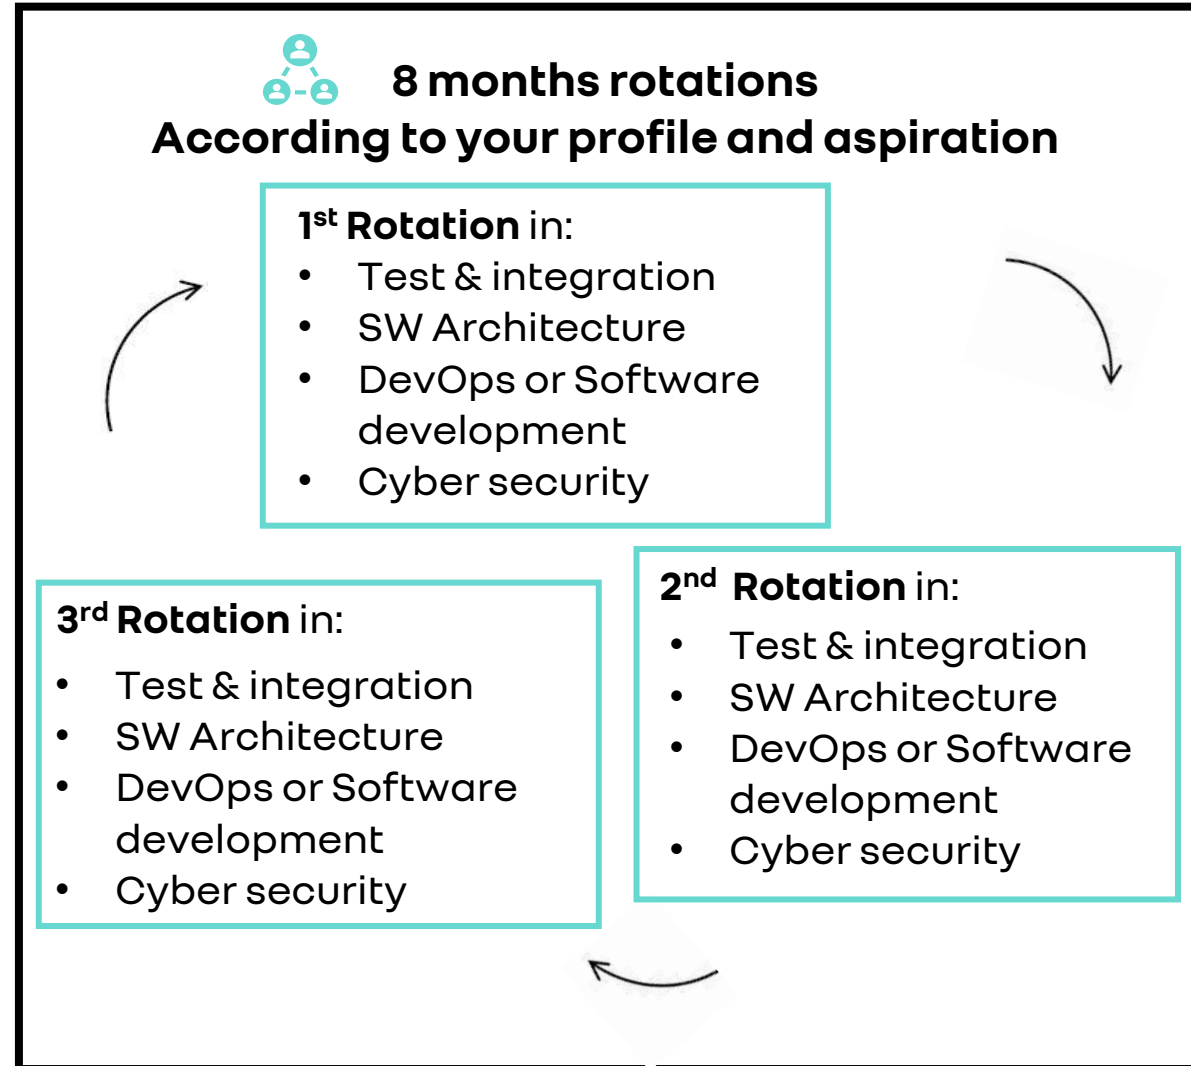 8 months rotations
According to your profile and aspiration
1st Rotation in:
• Test & integration
• SW Architecture
• DevOps or Software
development
• Cyber security
2nd Rotation in:
• Test & integration
• SW Architecture
• DevOps or Software
development
• Cyber security
3rd Rotation in:
• Test & integration
• SW Architecture
• DevOps or Software
development
• Cyber security